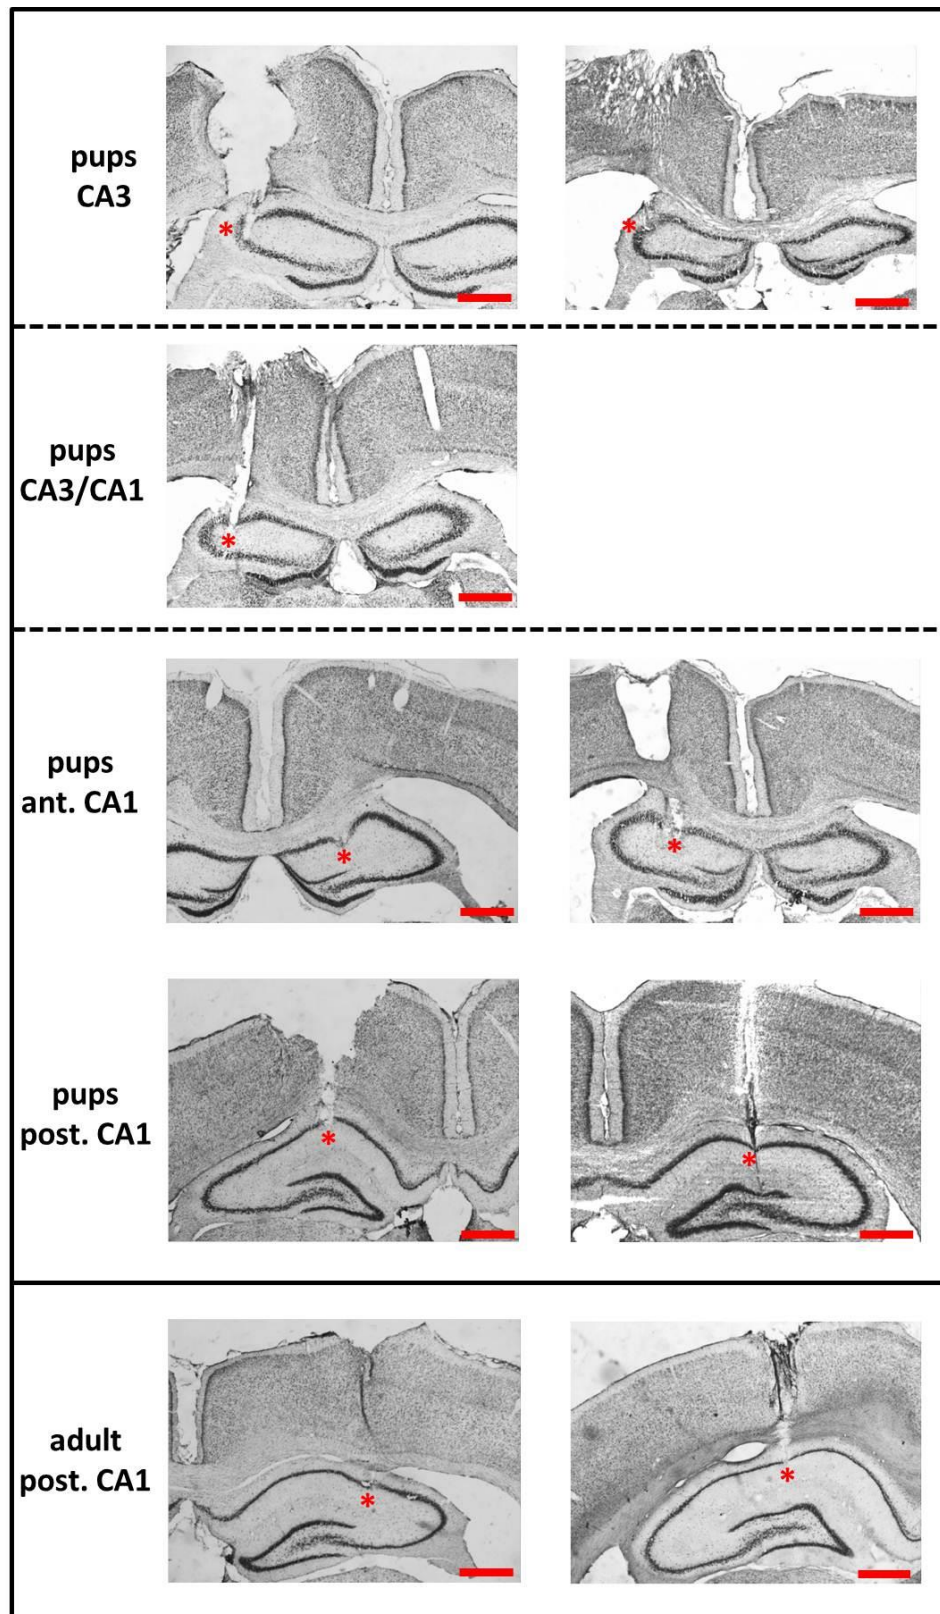 pups
CA3
*
*
pups
CA3/CA1
*
pups
ant. CA1
*
*
pups
post. CA1
*
*
adult
post. CA1
*
*